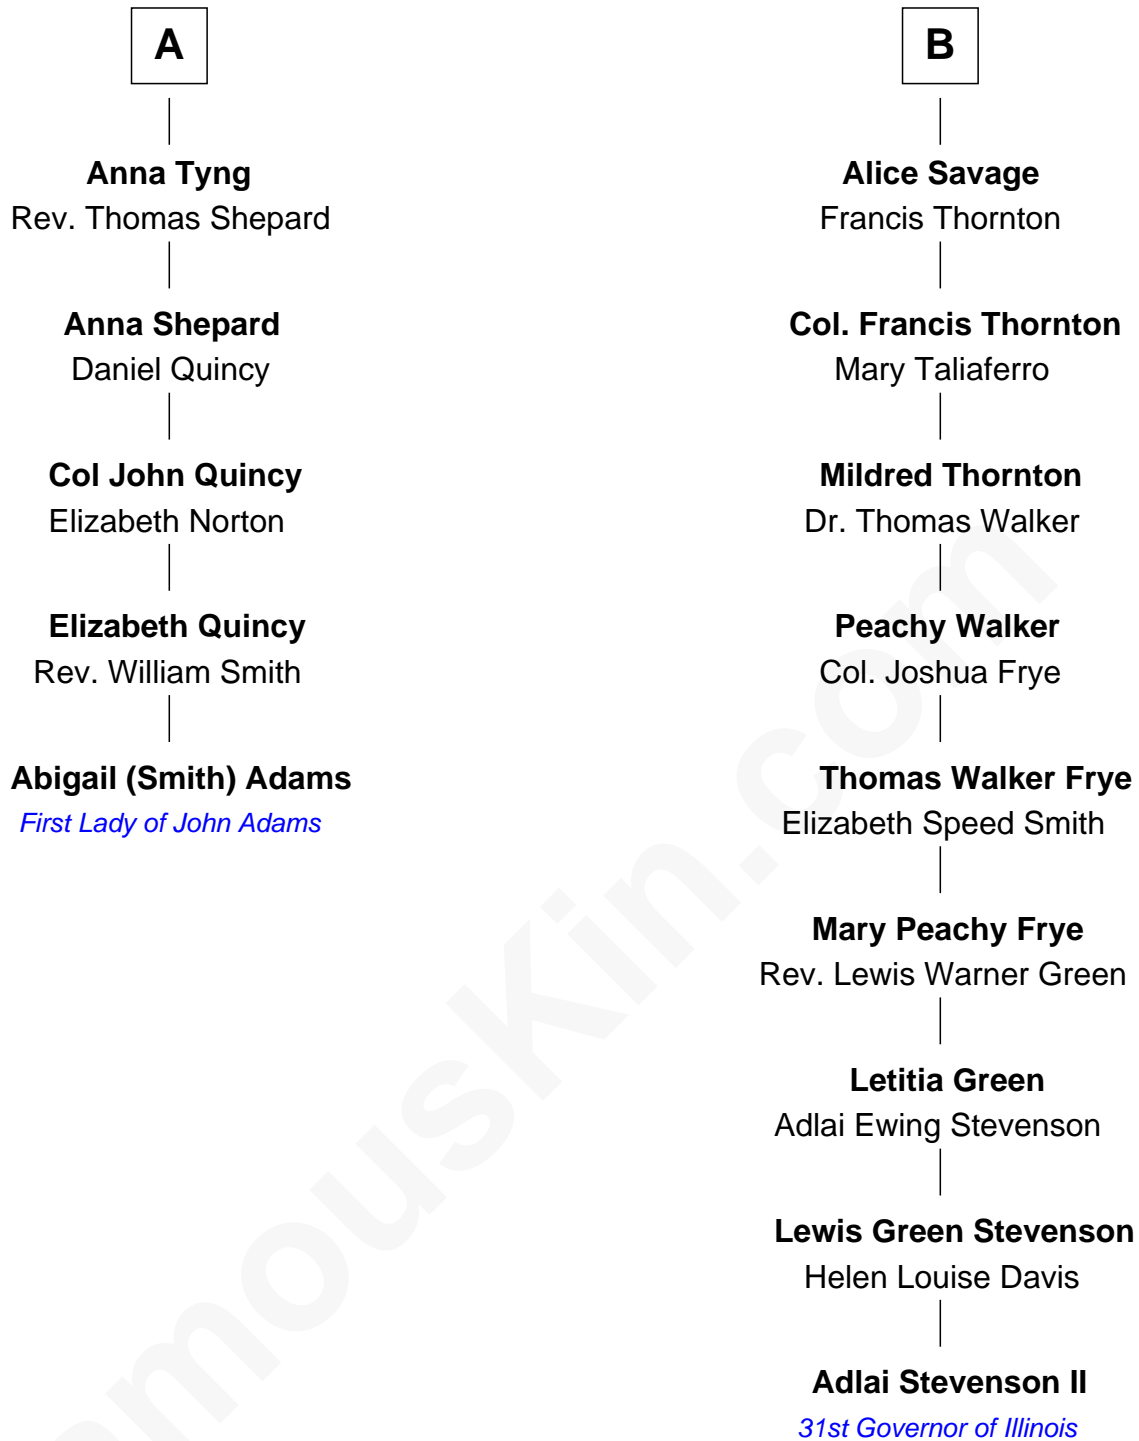 A
Anna Tyng
Rev. Thomas Shepard
Anna Shepard
Daniel Quincy
Col John Quincy
Elizabeth Norton
Elizabeth Quincy
Rev. William Smith
Abigail (Smith) Adams
First Lady of John Adams
B
Alice Savage
Francis Thornton
Col. Francis Thornton
Mary Taliaferro
Mildred Thornton
Dr. Thomas Walker
Peachy Walker
Col. Joshua Frye
Thomas Walker Frye
Elizabeth Speed Smith
Mary Peachy Frye
Rev. Lewis Warner Green
Letitia Green
Adlai Ewing Stevenson
Lewis Green Stevenson
Helen Louise Davis
Adlai Stevenson II
31st Governor of Illinois
amousKin.com